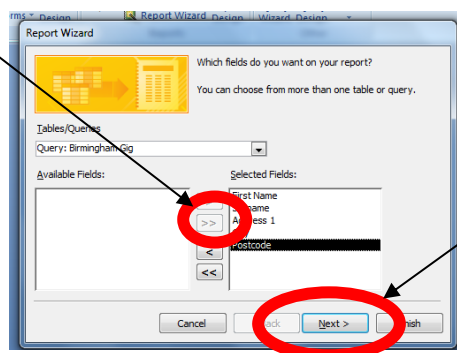 Design Report Wizard Design Wizard Design
Report Wizard
Which fields do you want on your report?
You can choose from more than one table or query.
Tables/Queries
Query: Birmingham Gig
Available Fields:
Selected Fields:
First Name
Address 1
Postcode
>>
<
<<
Cancel
Next >